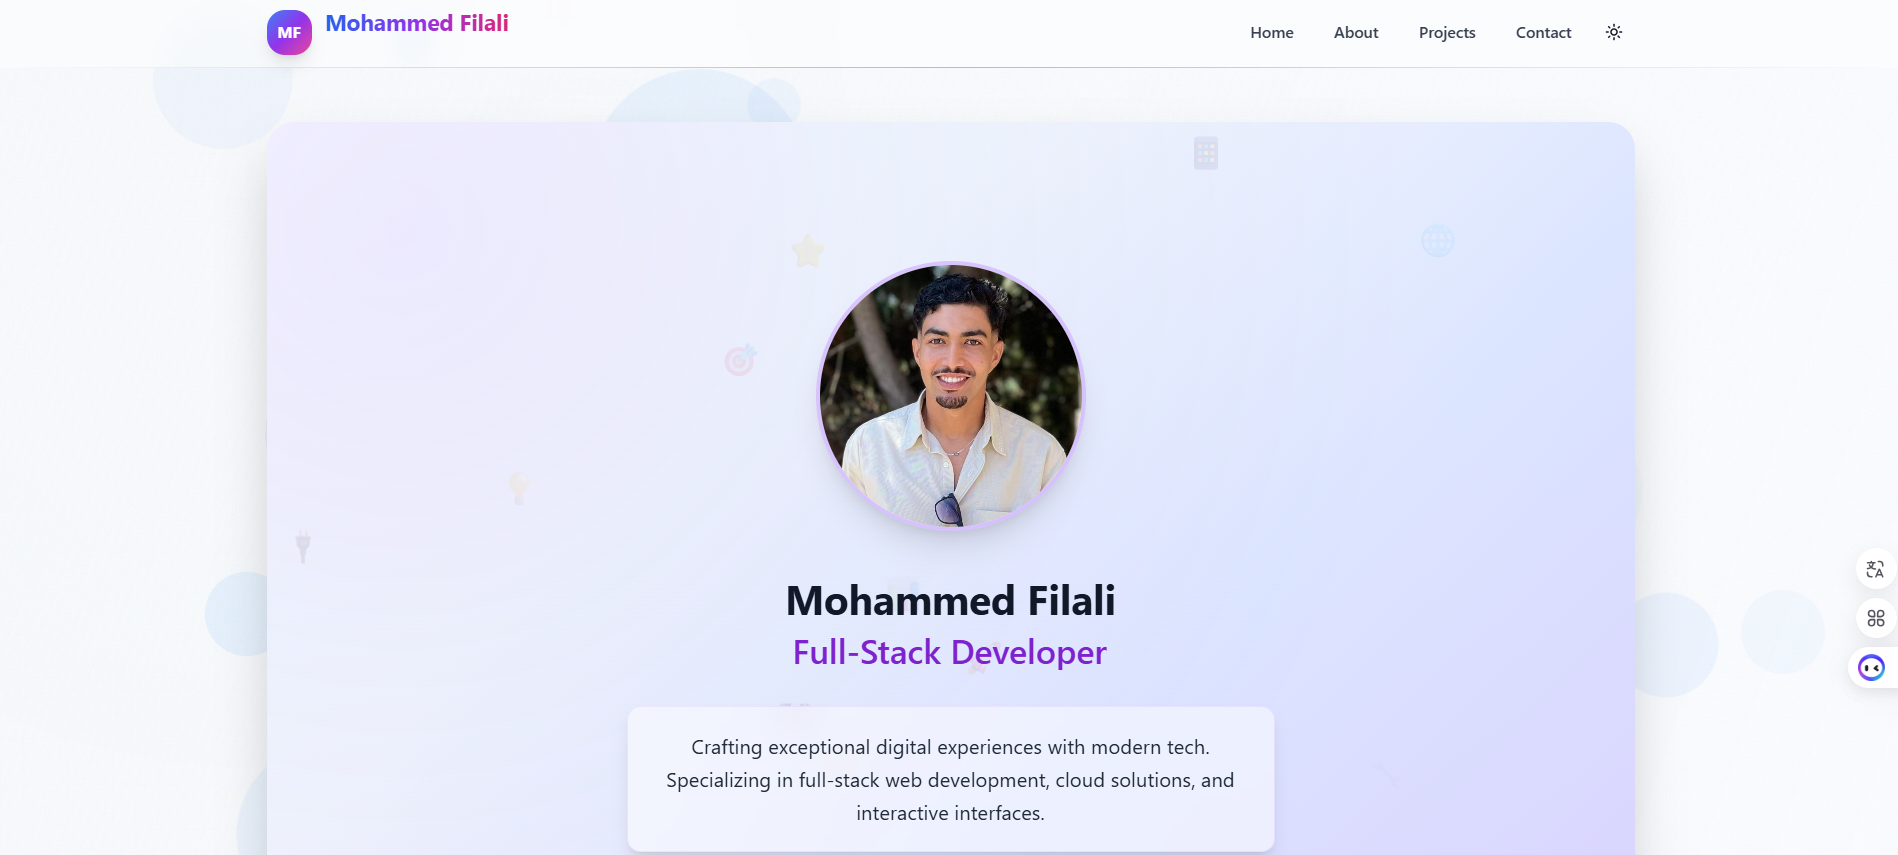 MF
Mohammed Filali
Home
About
Projects
Contact
Mohammed Filali
Full-Stack Developer
Crafting exceptional digital experiences with modern tech.
Specializing in full-stack web development, cloud solutions, and
interactive interfaces.